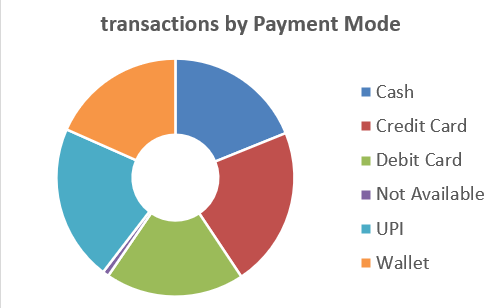 transactions by Payment Mode
Cash
Credit Card
Debit Card
Not Available
UPI
Wallet